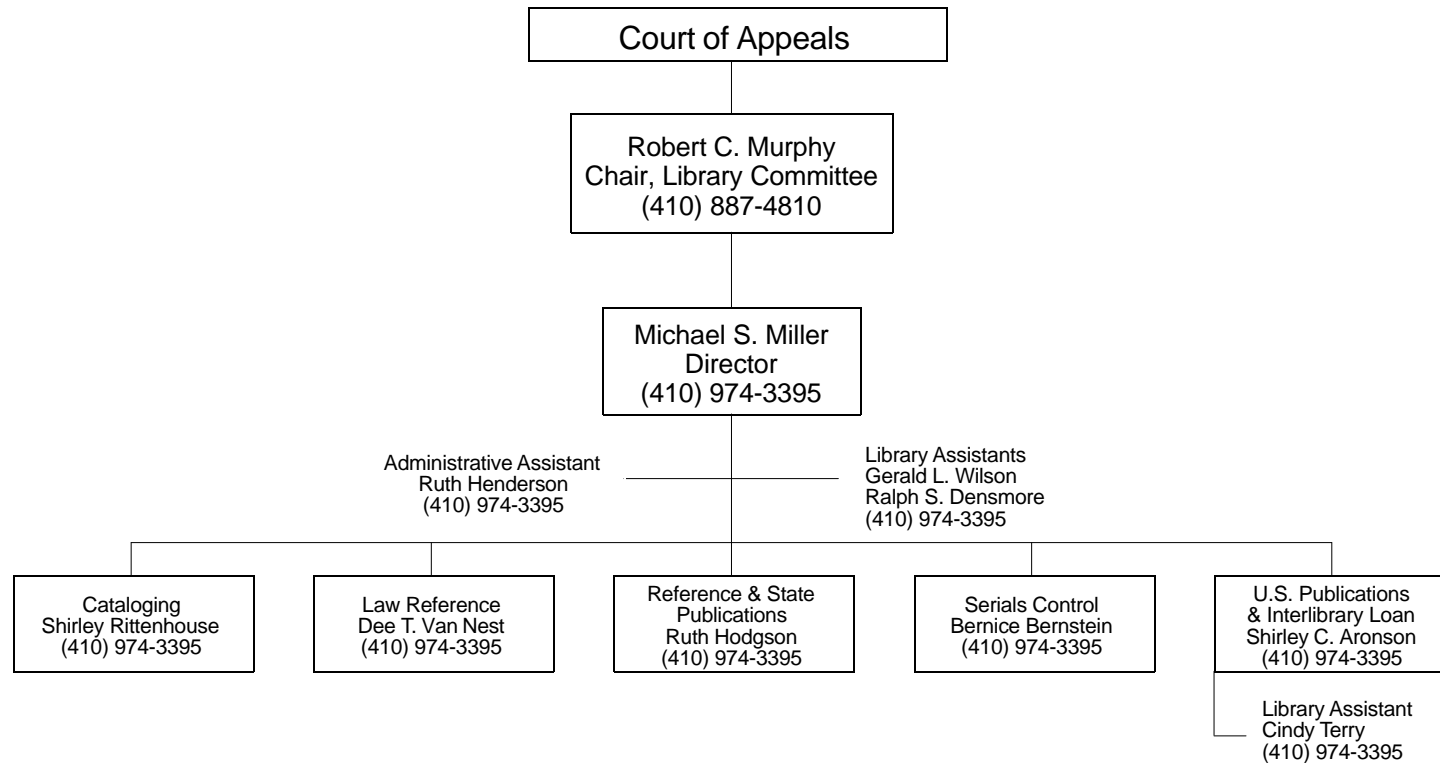 Court of Appeals
Robert C. Murphy
Chair, Library Committee
(410) 887-4810
Michael S. Miller
Director
(410) 974-3395
Administrative Assistant
Ruth Henderson
(410) 974-3395
Library Assistants
Gerald L. Wilson
Ralph S. Densmore
(410) 974-3395
Cataloging
Shirley Rittenhouse
(410) 974-3395
Law Reference
Dee T. Van Nest
(410) 974-3395
Reference & State
Publications
Ruth Hodgson
(410) 974-3395
Serials Control
Bernice Bernstein
(410) 974-3395
U.S. Publications
& Interlibrary Loan
Shirley C. Aronson
(410) 974-3395
Library Assistant
Cindy Terry
(410) 974-3395